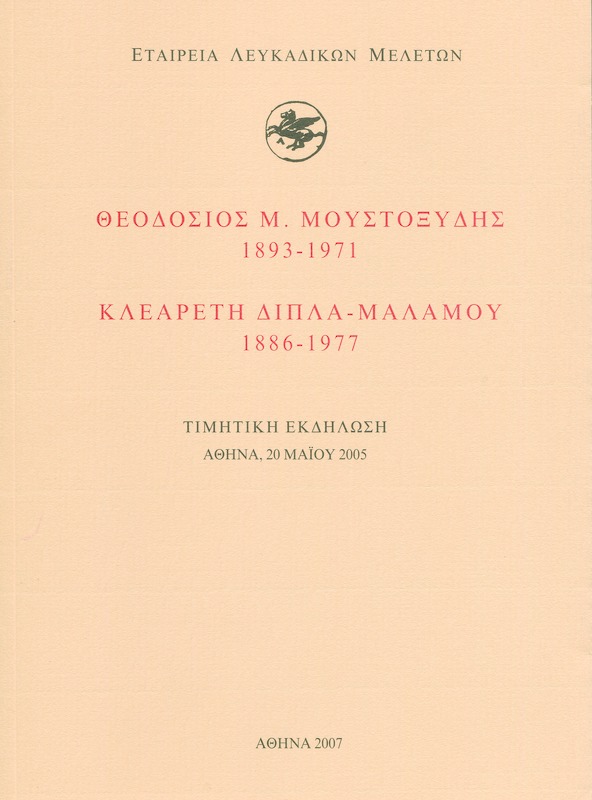 ΕΤΑΙΡΕΙΑ ΛΕΥΚΑΔΙΚΩΝ ΜΕΛΕΤΩΝ
Λ
ΘΕΟΔΟΣΙΟΣ Μ. ΜΟΥΣΤΟΞΥΔΗΣ
1893-1971
ΚΛΕΑΡΕΤΗ ΔΙΠΛΑ-ΜΑΛΑΜΟΥ
1886-1977
ΤΙΜΗΤΙΚΗ ΕΚΔΗΛΩΣΗ
ΑΘΗΝΑ, 20 ΜΑΪΟΥ 2005
ΑΘΗΝΑ 2007